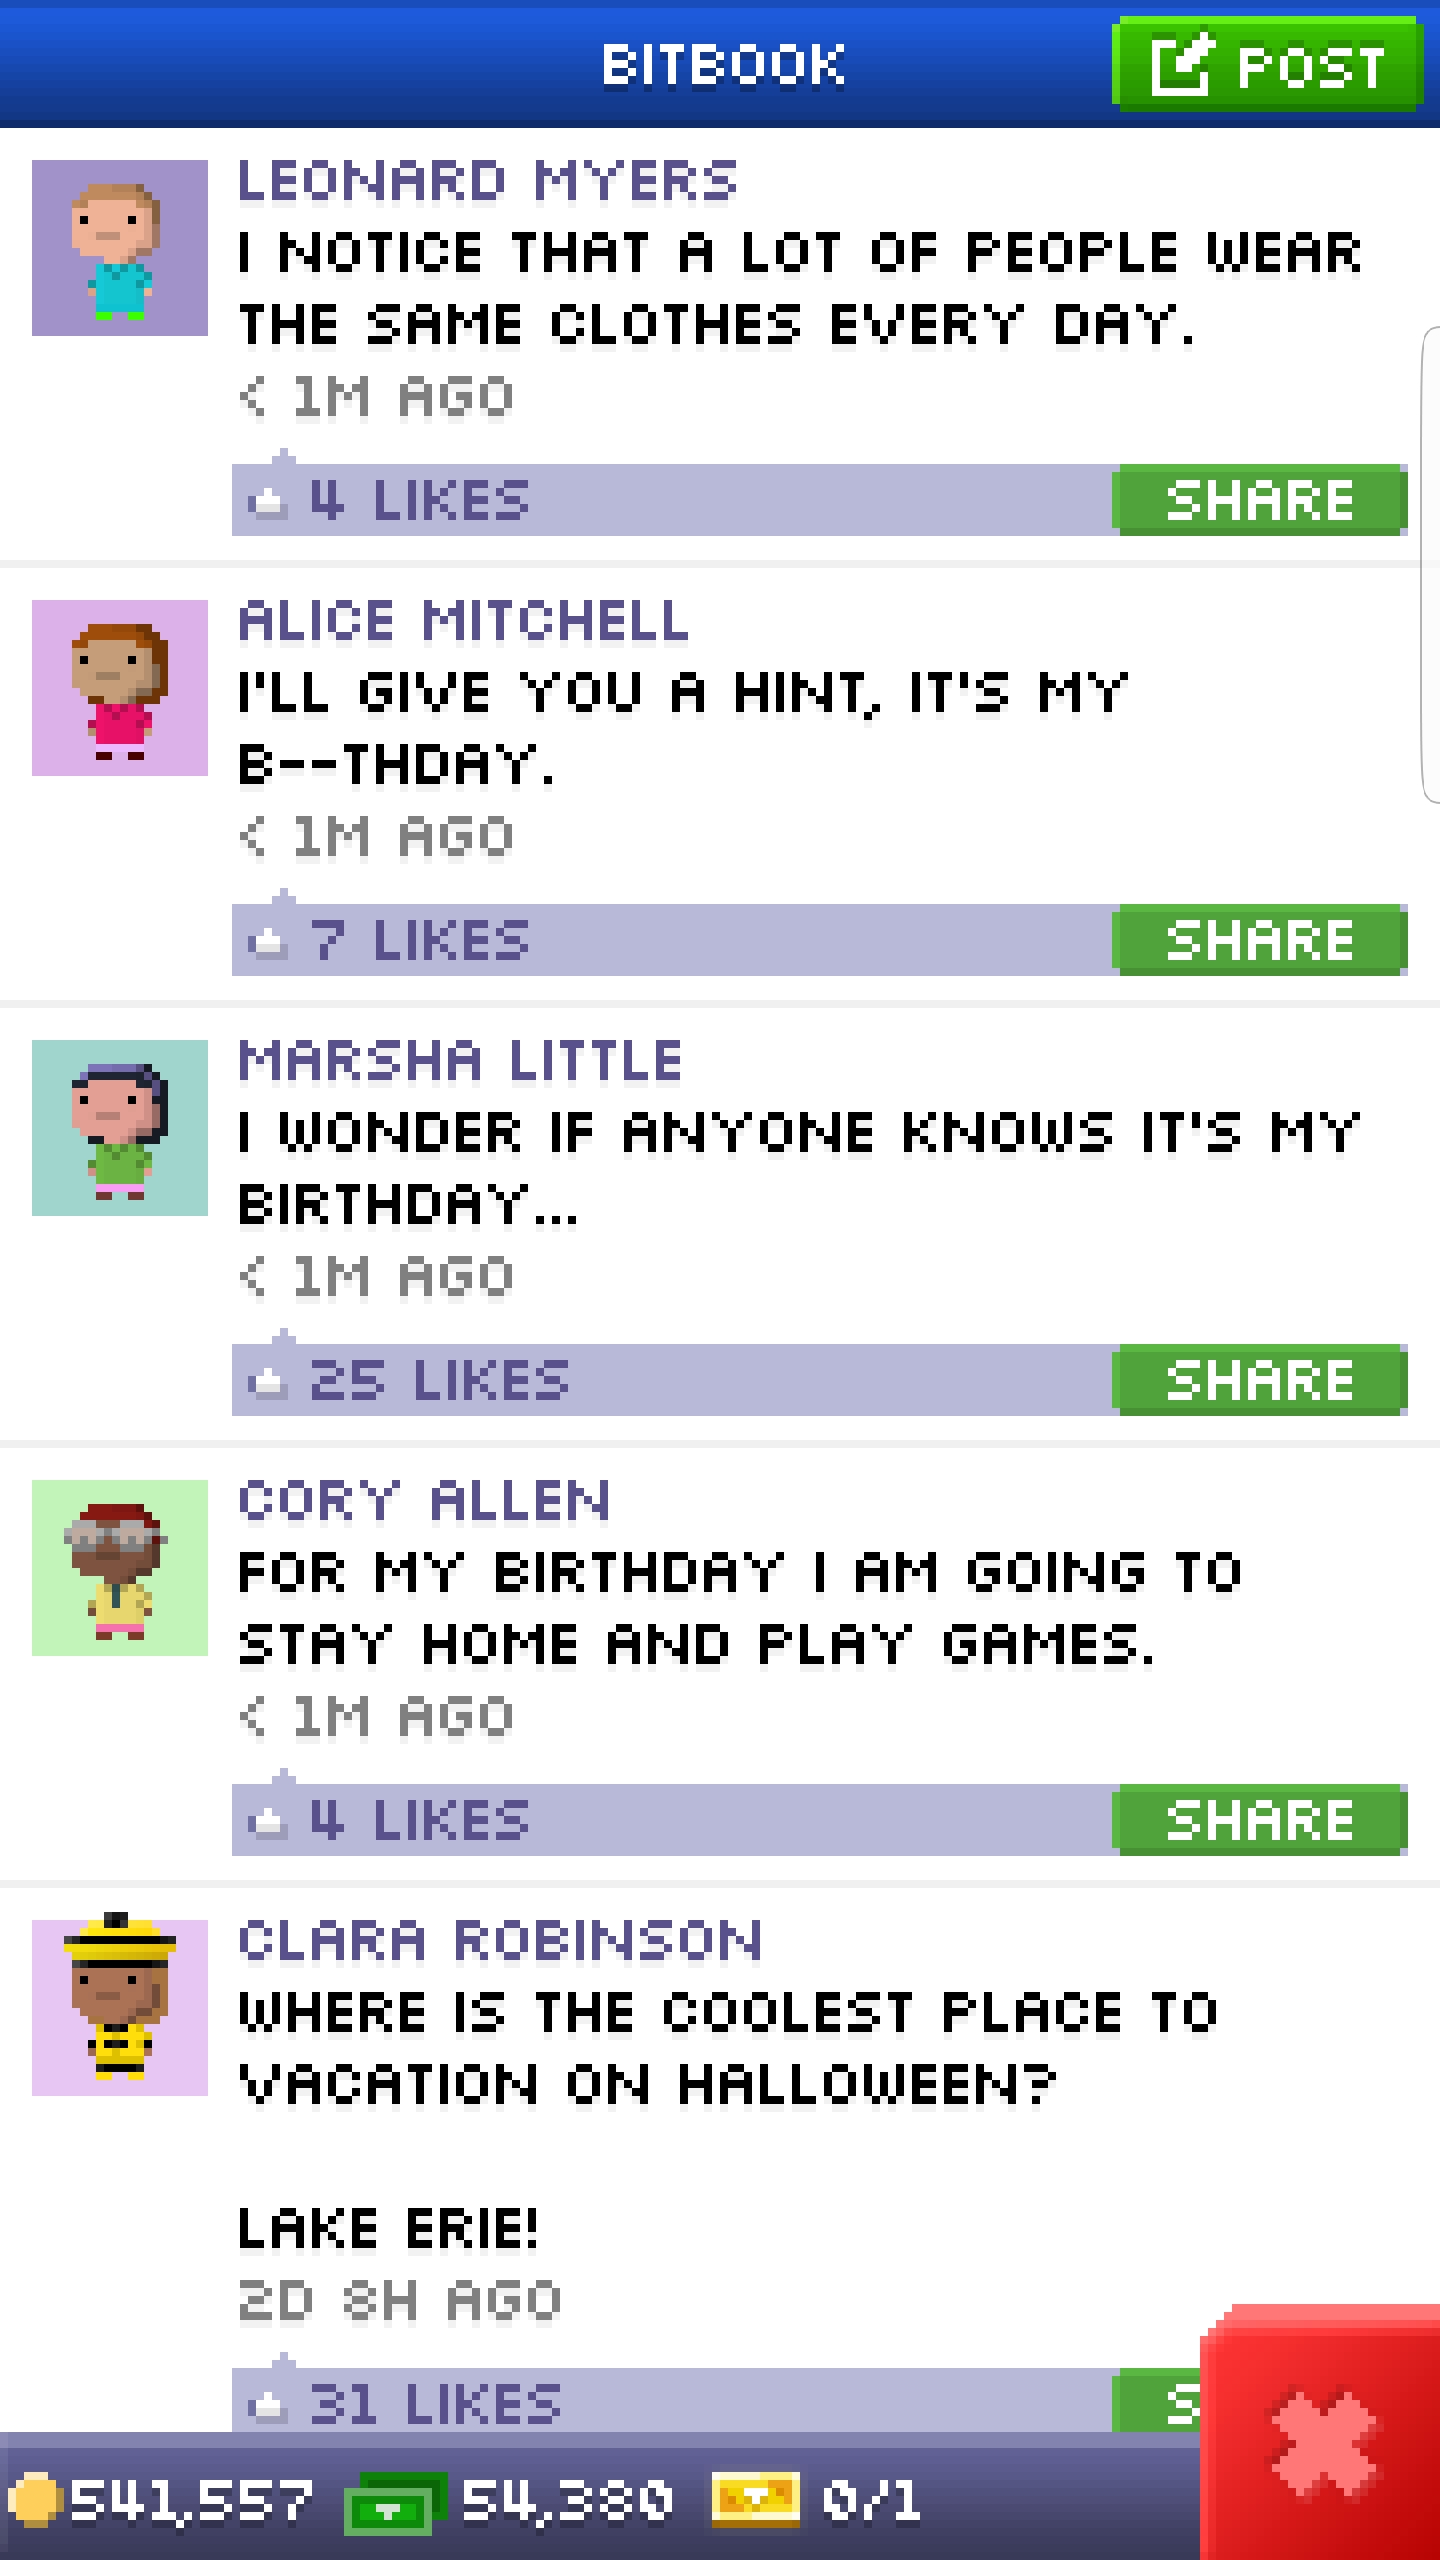 BITBOOK
POST
LEONARD MYERS
I NOTICE THAT A LOT OF PEOPLE WEAR
THE SAME CLOTHES EVERY DAY.
< 1M AGO
4 LIKES
SHARE
ALICE MITCHELL
I'LL GIVE YOU A HINT, IT'S MY
B--THDAY.
< 1M AGO
7 LIKES
SHARE
MARSHA LITTLE
I WONDER IF ANYONE KNOWS IT'S MY
BIRTHDAY...
< 1M AGO
25 LIKES
SHARE
CORY ALLEN
FOR MY BIRTHDAY I AM GOING TO
STAY HOME AND PLAY GAMES.
< 1M AGO
4 LIKES
SHARE
CLARA ROBINSON
WHERE IS THE COOLEST PLACE TO
VACATION ON HALLOWEEN?
LAKE ERIE!
2D 8H AGO
31 LIKES
S
541,557 54,380 0/1